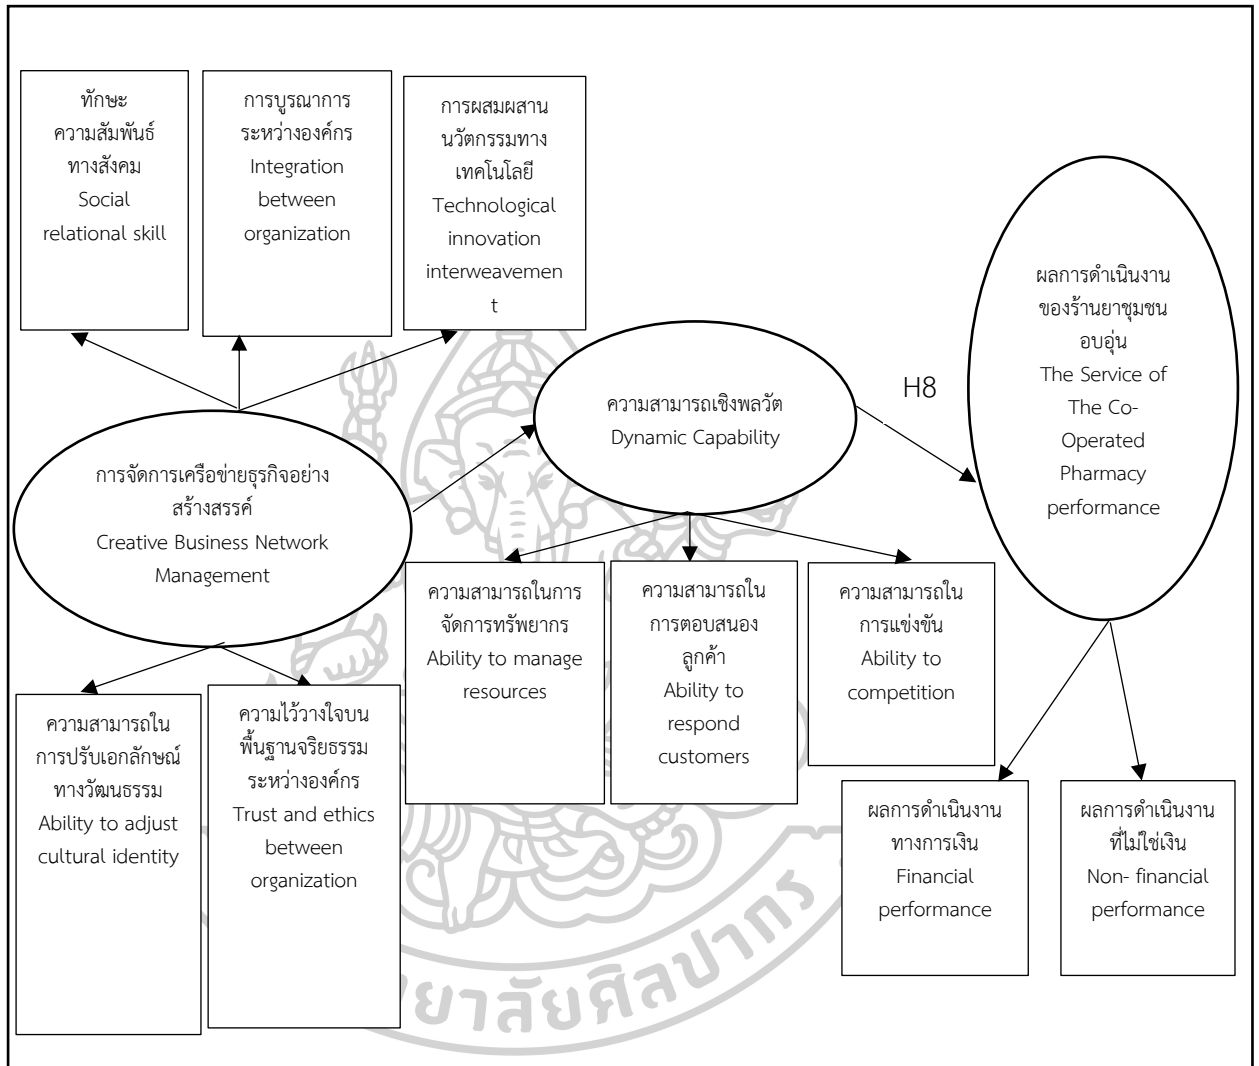 ทักษะ
ความสัมพันธ์
ทางสังคม
Social
relational skill
การบูรณาการ
ระหว่างองค์กร
Integration
between
organization
การผสมผสาน
นวัตกรรมทาง
เทคโนโลยี
Technological
innovation
interweavemen
t
การจัดการเครือข่ายธุรกิจอย่าง
สร้างสรรค์
Creative Business Network
Management
ความสามารถเชิงพลวัต
Dynamic Capability
H8
ผลการดำเนินงาน
ของร้านยาชุมชน
อบอุ่น
The Service of
The Co-
Operated
Pharmacy
performance
ความสามารถใน
การปรับเอกลักษณ์
ทางวัฒนธรรม
Ability to adjust
cultural identity
ความไว้วางใจบน
พื้นฐานจริยธรรม
ระหว่างองค์กร
Trust and ethics
between
organization
ความสามารถในการ
จัดการทรัพยากร
Ability to manage
resources
ความสามารถใน
การตอบสนอง
ลูกค้า
Ability to
respond
customers
ความสามารถใน
การแข่งขัน
Ability to
competition
ผลการดำเนินงาน
ทางการเงิน
Financial
performance
ผลการดำเนินงาน
ที่ไม่ใช่เงิน
Non- financial
performance
ยาลัยศิลปากร